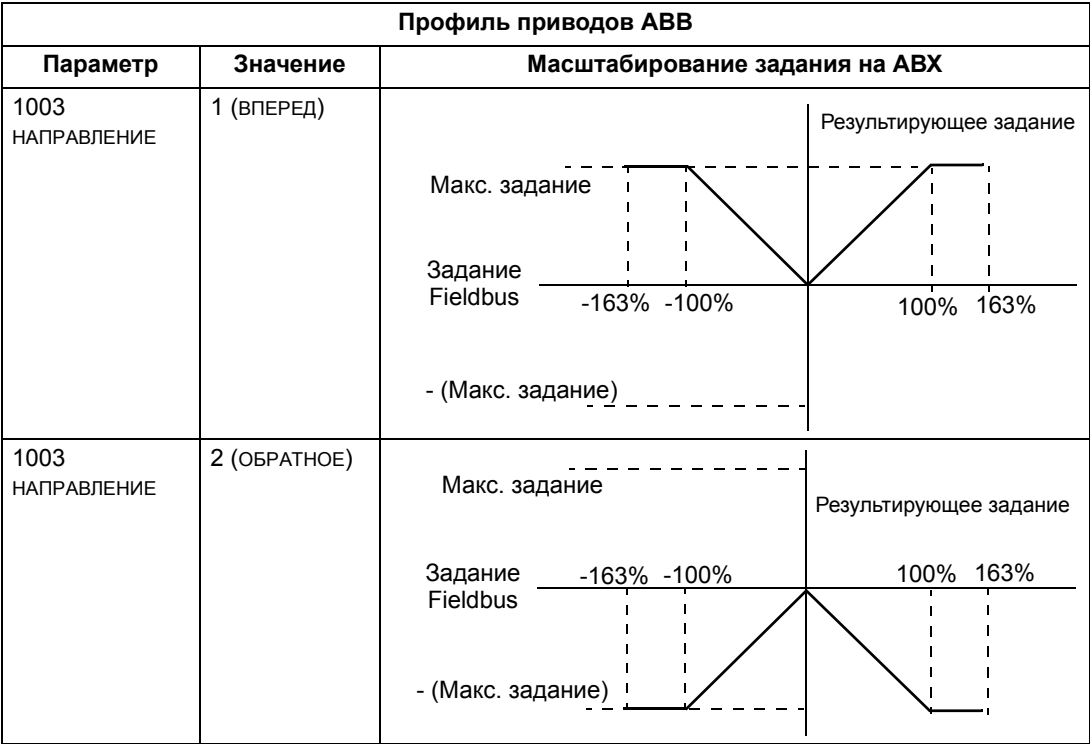 Профиль приводов ABB
Параметр Значение Масштабирование задания на ABX
1003 1 (ВПЕРЕД)
НАПРАВЛЕНИЕ
Результирующее задание
Макс. задание
Задание
Fieldbus
-163% -100% 100% 163%
- (Макс. задание)
1003 2 (ОБРАТНОЕ)
НАПРАВЛЕНИЕ
Макс. задание
Результирующее задание
Задание -163% -100% 100% 163%
Fieldbus
- (Макс. задание)